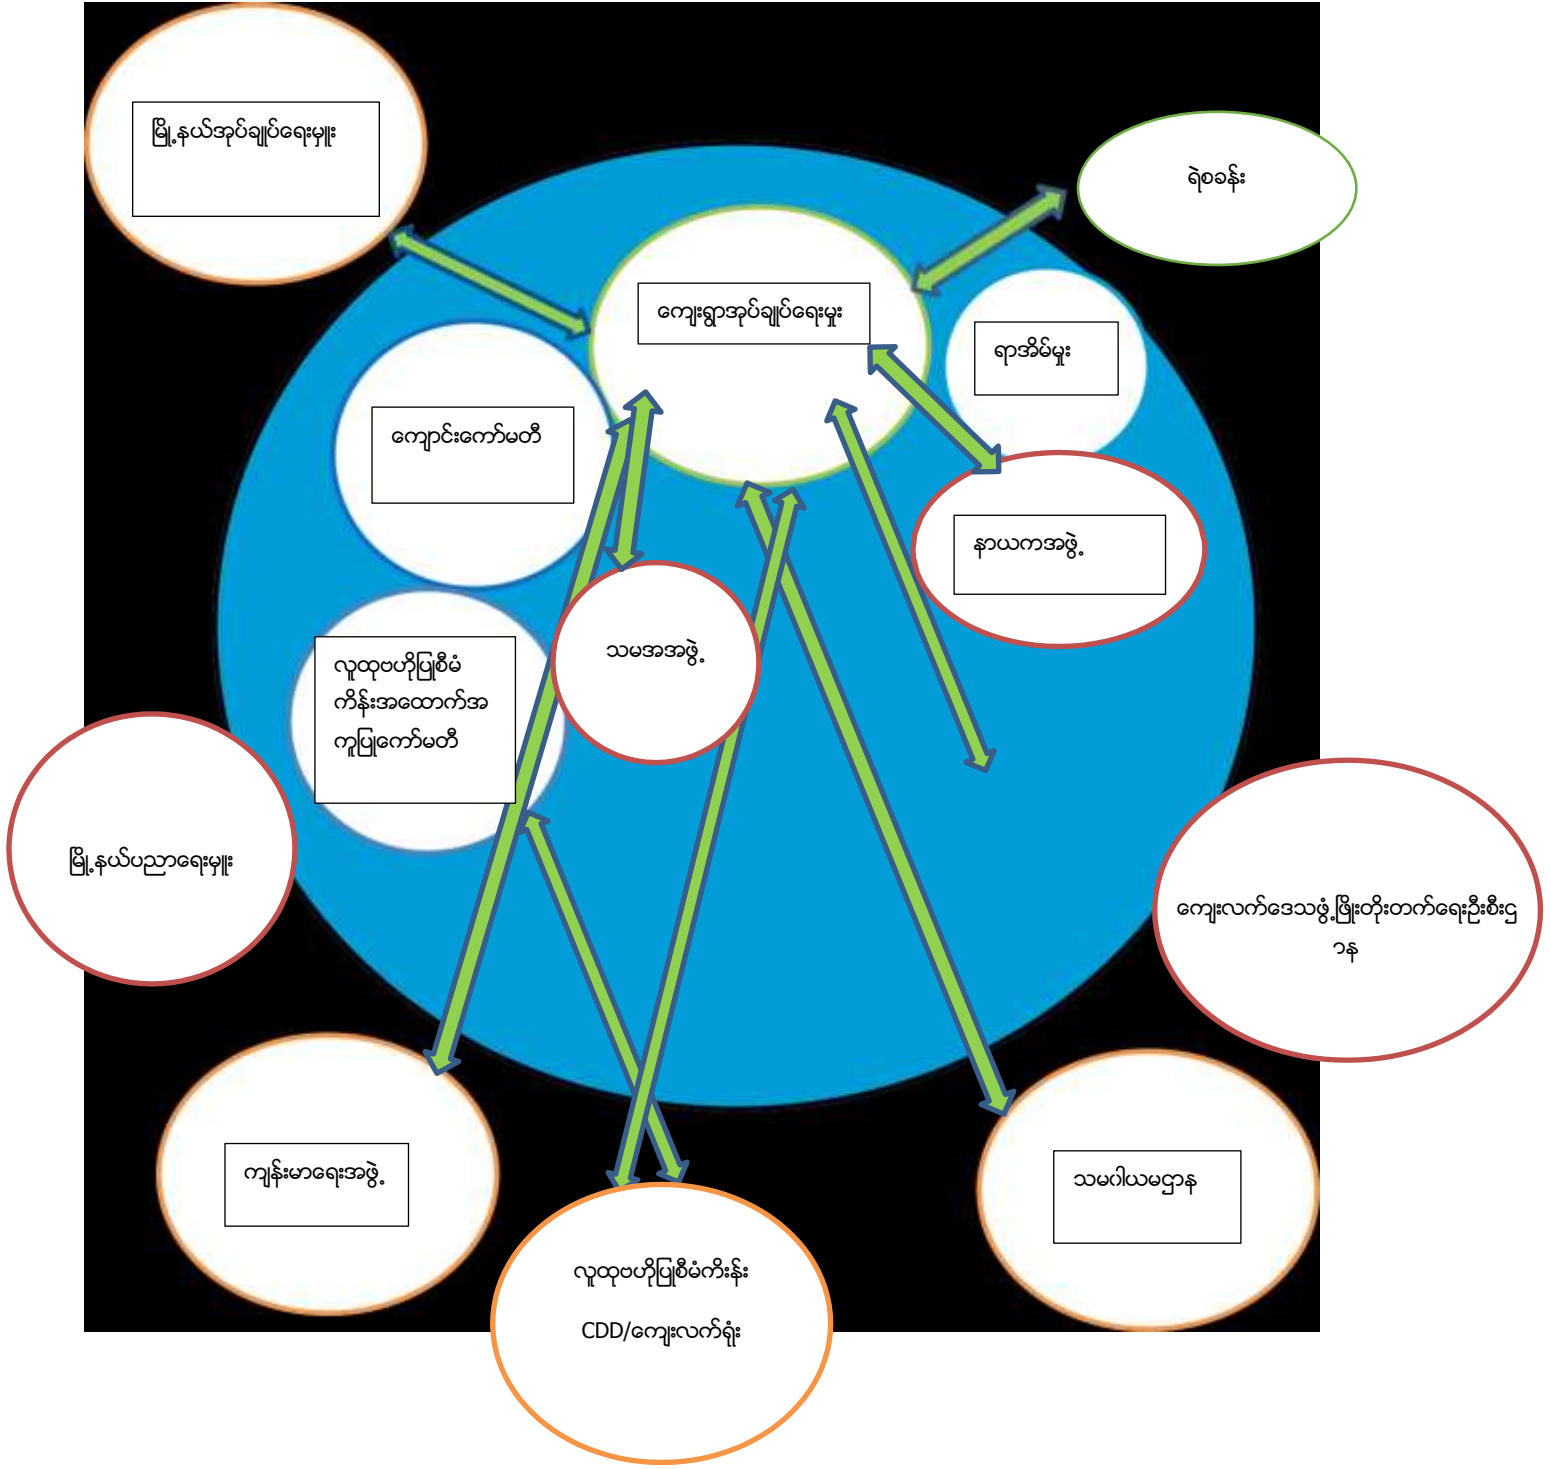 မြို့နယ်အုပ်ချုပ်ရေးမှူး
ရဲစခန်း
ကျေးရွာအုပ်ချုပ်ရေးမှုး
ရာအိမ်မှုး
ကျောင်းကော်မတီ
နာယကအဖွဲ့
သမအအဖွဲ့
လူထုဗဟိုပြုစီမံ
ကိန်းအထောက်အ
ကူပြုကော်မတီ
မြို့နယ်ပညာရေးမှူး
ကျေးလက်ဒေသဖွံ့ဖြိုးတိုးတက်ရေးဦးစီးဌ
ာန
ကျန်းမာရေးအဖွဲ့
သမဝါယမဌာန
လူထုဗဟိုပြုစီမံကိးန်း
CDD/ကျေးလက်ရုံး